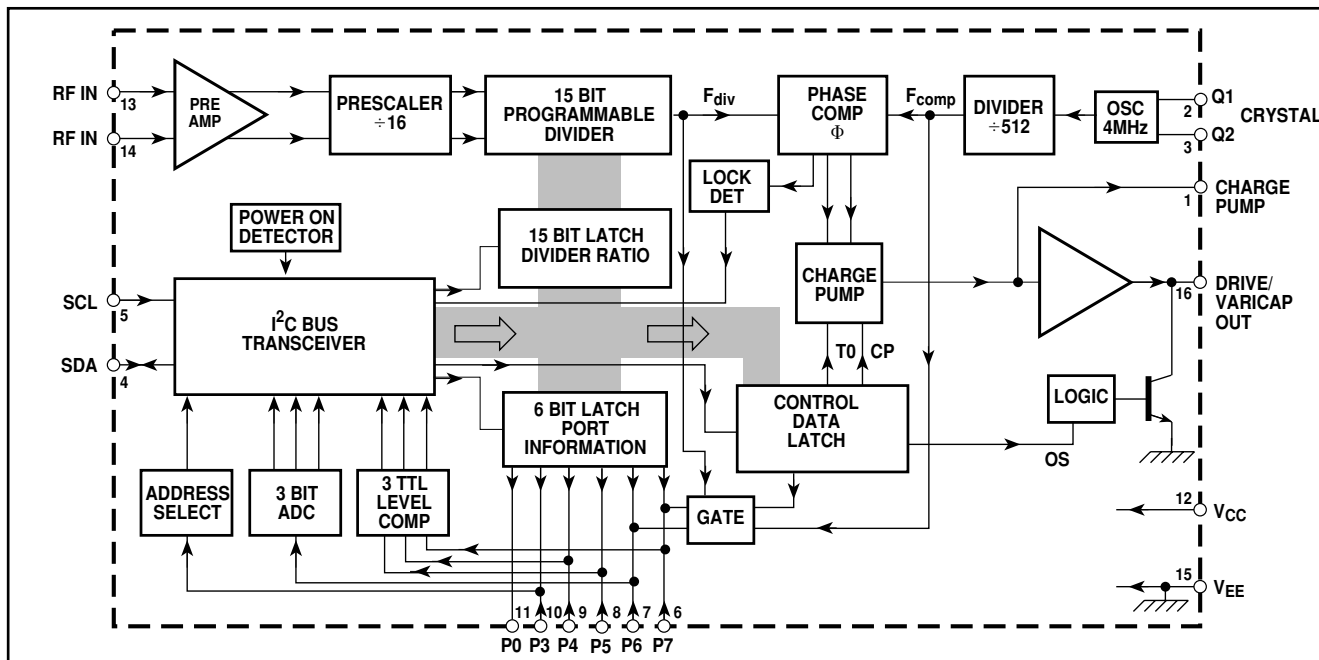 RF IN
13
RF IN
14
PRE
AMP
PRESCALER
÷16
15 BIT
PROGRAMMABLE
DIVIDER
Fdiv
PHASE
COMP
Φ
Fcomp
DIVIDER
÷512
OSC
4MHz
Q1
2
CRYSTAL
Q2
3
LOCK
DET
CHARGE
PUMP
1
POWER ON
DETECTOR
15 BIT LATCH
DIVIDER RATIO
CHARGE
PUMP
DRIVE/
VARICAP
OUT
16
SCL
5
I²C BUS
TRANSCEIVER
SDA
4
T0 CP
6 BIT LATCH
PORT
INFORMATION
CONTROL
DATA
LATCH
LOGIC
OS
ADDRESS
SELECT
3 BIT
ADC
3 TTL
LEVEL
COMP
GATE
12
VCC
15
VEE
11 10 9 8 7 6
P0 P3 P4 P5 P6 P7